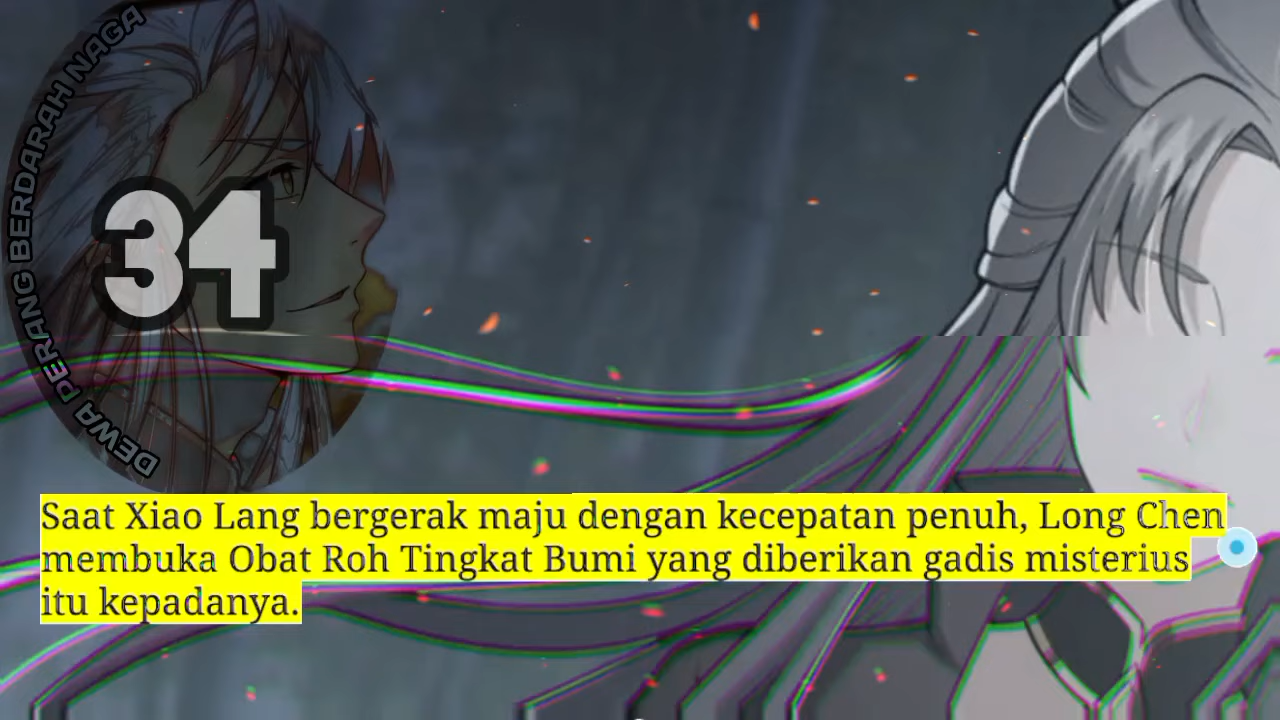 DEWA PERANG BERDARAH NAGA
34
Saat Xiao Lang bergerak maju dengan kecepatan penuh, Long Chen
membuka Obat Roh Tingkat Bumi yang diberikan gadis misterius
itu kepadanya.